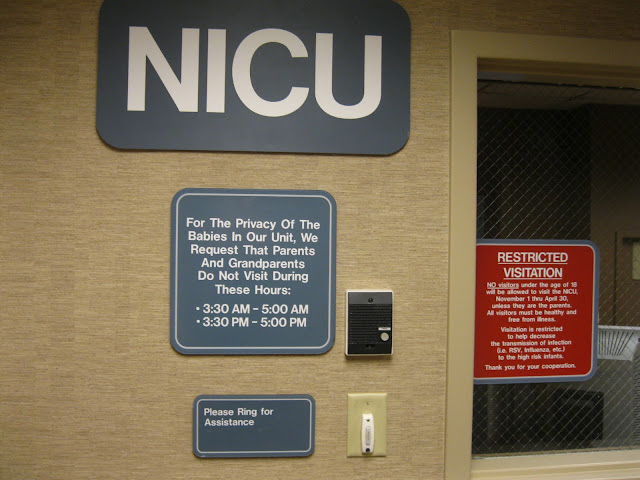 NICU
For The Privacy Of The
Babies In Our Unit, We
Request That Parents
And Grandparents
Do Not Visit During
These Hours:
• 3:30 AM – 5:00 AM
• 3:30 PM – 5:00 PM
Please Ring for
Assistance
RESTRICTED
VISITATION
NO visitors under the age of 18
will be allowed to visit the NICU,
November 1 thru April 30,
unless they are the parents.
All visitors must be healthy and
free from illness.
Visitation is restricted
to help decrease
the transmission of infection
(i.e. RSV, Influenza, etc.)
to the high risk infants.
Thank you for your cooperation.